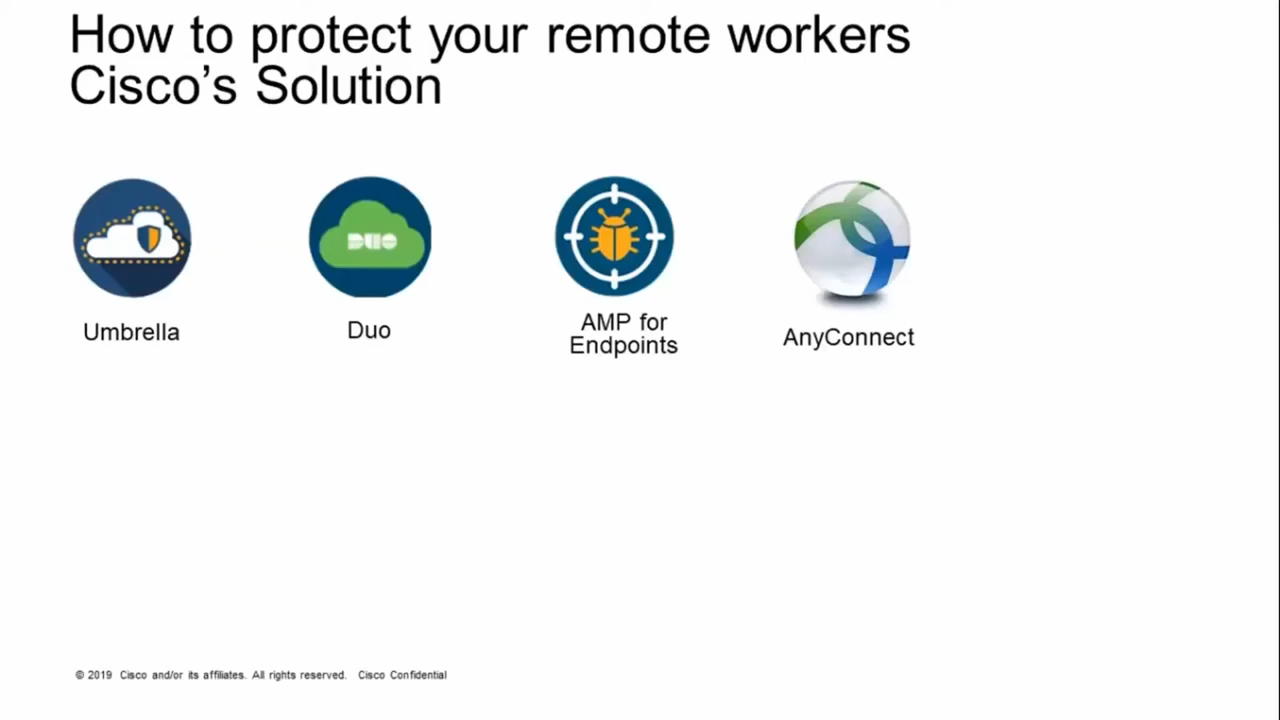 How to protect your remote workers
Cisco's Solution
DUO
Umbrella
Duo
AMP for
Endpoints
AnyConnect
© 2019 Cisco and/or its affiliates. All rights reserved. Cisco Confidential